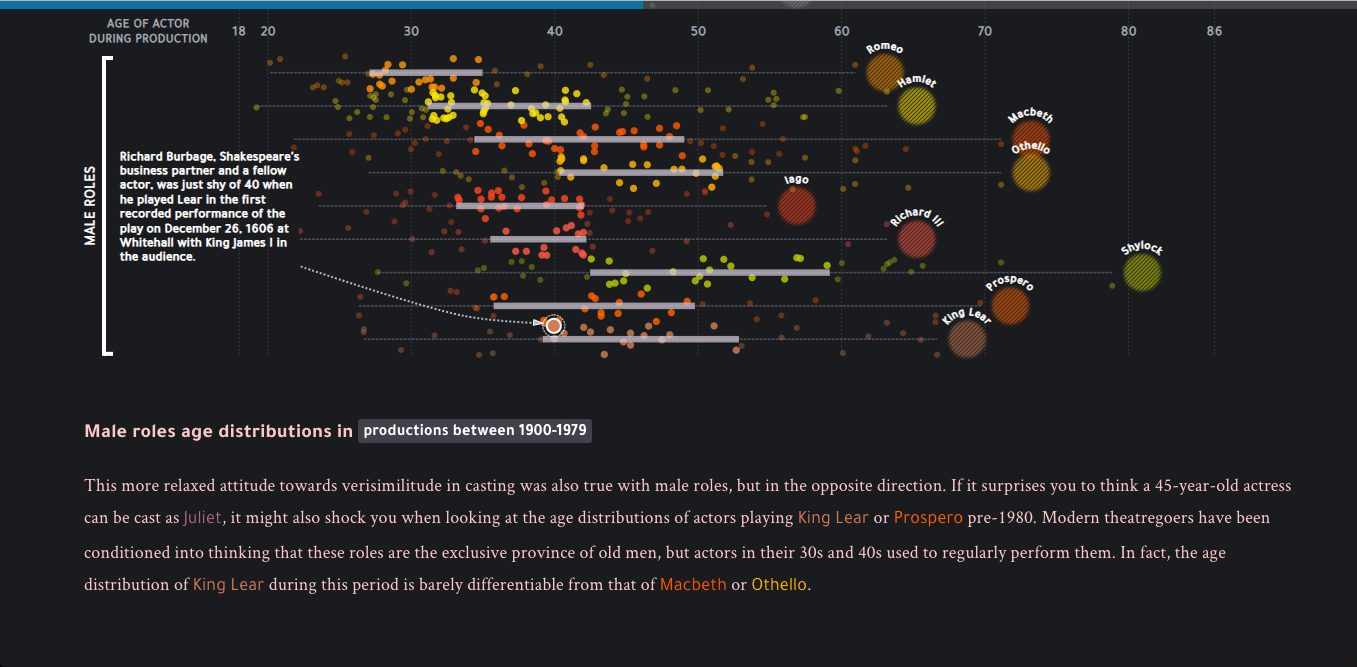 AGE OF ACTOR
DURING PRODUCTION
18 20 30 40 50 60 70 80 86
Romeo
Hamlet
Macbeth
Othello
Iago
Richard III
Shylock
Prospero
King Lear
MALE ROLES
Richard Burbage, Shakespeare's
business partner and a fellow
actor, was just shy of 40 when
he played Lear in the first
recorded performance of the
play on December 26, 1606 at
Whitehall with King James I in
the audience.
Male roles age distributions in productions between 1900-1979
This more relaxed attitude towards verisimilitude in casting was also true with male roles, but in the opposite direction. If it surprises you to think a 45-year-old actress
can be cast as Juliet, it might also shock you when looking at the age distributions of actors playing King Lear or Prospero pre-1980. Modern theatregoers have been
conditioned into thinking that these roles are the exclusive province of old men, but actors in their 30s and 40s used to regularly perform them. In fact, the age
distribution of King Lear during this period is barely differentiable from that of Macbeth or Othello.